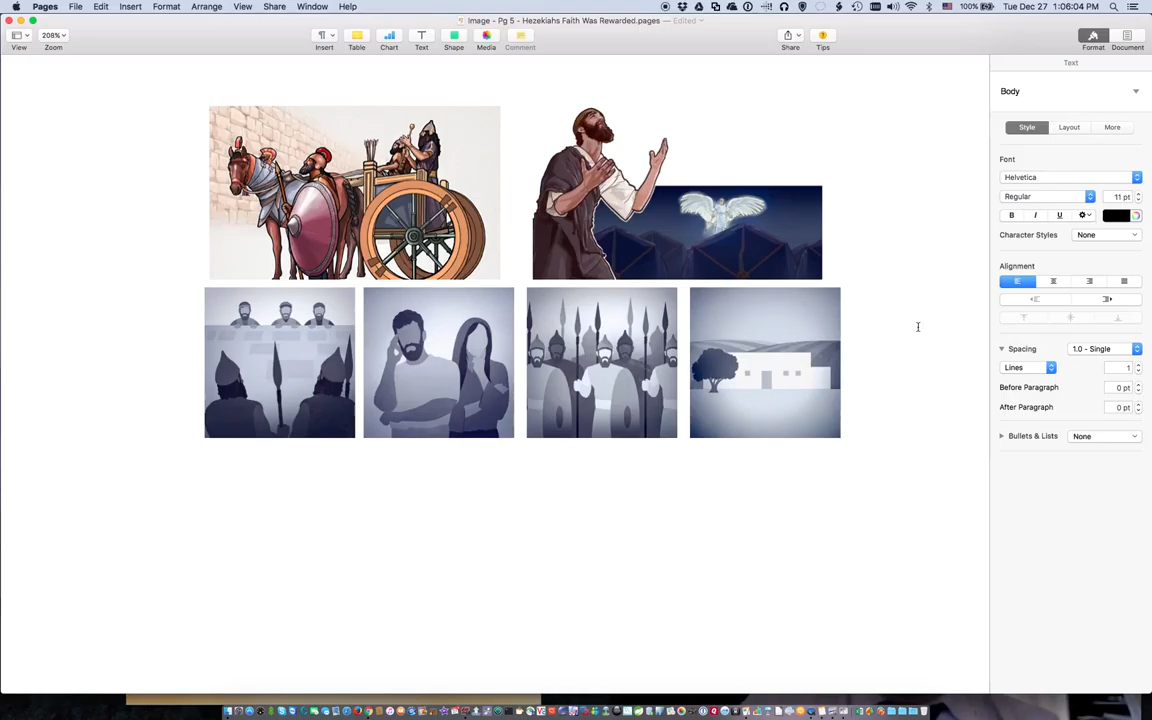 Pages File Edit Insert Format Arrange View Share Window Help
100% Tue Dec 27 1:06:04 PM
Image - Pg 5 - Hezekiahs Faith Was Rewarded.pages — Edited
208%
View Zoom Insert Table Chart Text Shape Media Comment Share Tips Format Document
Text
Body
Style Layout More
Font
Helvetica
Regular 11 pt
B I U
Character Styles None
Alignment
Spacing 1.0 - Single
Lines 1
Before Paragraph 0 pt
After Paragraph 0 pt
Bullets & Lists None